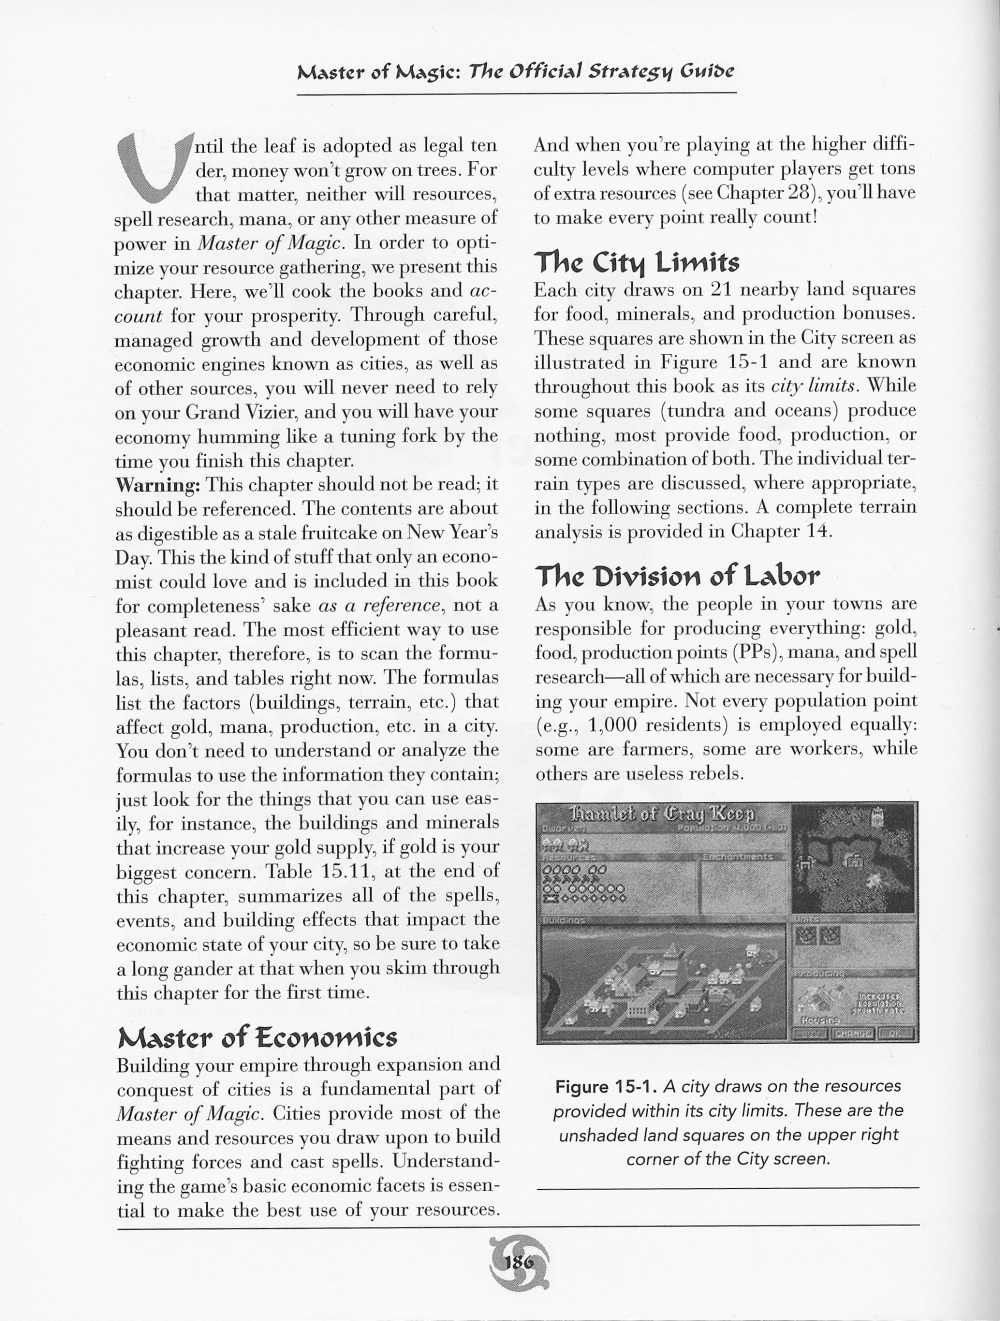 Master of Magic: The Official Strategy Guide
Until the leaf is adopted as legal ten
der, money won't grow on trees. For
that matter, neither will resources,
spell research, mana, or any other measure of
power in Master of Magic. In order to opti-
mize your resource gathering, we present this
chapter. Here, we'll cook the books and ac-
count for your prosperity. Through careful,
managed growth and development of those
economic engines known as cities, as well as
of other sources, you will never need to rely
on your Grand Vizier, and you will have your
economy humming like a tuning fork by the
time you finish this chapter.
Warning: This chapter should not be read; it
should be referenced. The contents are about
as digestible as a stale fruitcake on New Year's
Day. This the kind of stuff that only an econo-
mist could love and is included in this book
for completeness' sake as a reference, not a
pleasant read. The most efficient way to use
this chapter, therefore, is to scan the formu-
las, lists, and tables right now. The formulas
list the factors (buildings, terrain, etc.) that
affect gold, mana, production, etc. in a city.
You don't need to understand or analyze the
formulas to use the information they contain;
just look for the things that you can use eas-
ily, for instance, the buildings and minerals
that increase your gold supply, if gold is your
biggest concern. Table 15.11, at the end of
this chapter, summarizes all of the spells,
events, and building effects that impact the
economic state of your city, so be sure to take
a long gander at that when you skim through
this chapter for the first time.
Master of Economics
Building your empire through expansion and
conquest of cities is a fundamental part of
Master of Magic. Cities provide most of the
means and resources you draw upon to build
fighting forces and cast spells. Understand-
ing the game's basic economic facets is essen-
tial to make the best use of your resources.
And when you're playing at the higher diffi-
culty levels where computer players get tons
of extra resources (see Chapter 28), you'll have
to make every point really count!
The City Limits
Each city draws on 21 nearby land squares
for food, minerals, and production bonuses.
These squares are shown in the City screen as
illustrated in Figure 15-1 and are known
throughout this book as its city limits. While
some squares (tundra and oceans) produce
nothing, most provide food, production, or
some combination of both. The individual ter-
rain types are discussed, where appropriate,
in the following sections. A complete terrain
analysis is provided in Chapter 14.
The Division of Labor
As you know, the people in your towns are
responsible for producing everything: gold,
food, production points (PPs), mana, and spell
research—all of which are necessary for build-
ing your empire. Not every population point
(e.g., 1,000 residents) is employed equally:
some are farmers, some are workers, while
others are useless rebels.
Hamlet of Crag Keep
Dwarven
Population 4,000
Resources
Enchantments
Buildings
Units
Producing
Increases
population
growth rate.
Housing
CHANGE
OK
Figure 15-1. A city draws on the resources
provided within its city limits. These are the
unshaded land squares on the upper right
corner of the City screen.
186